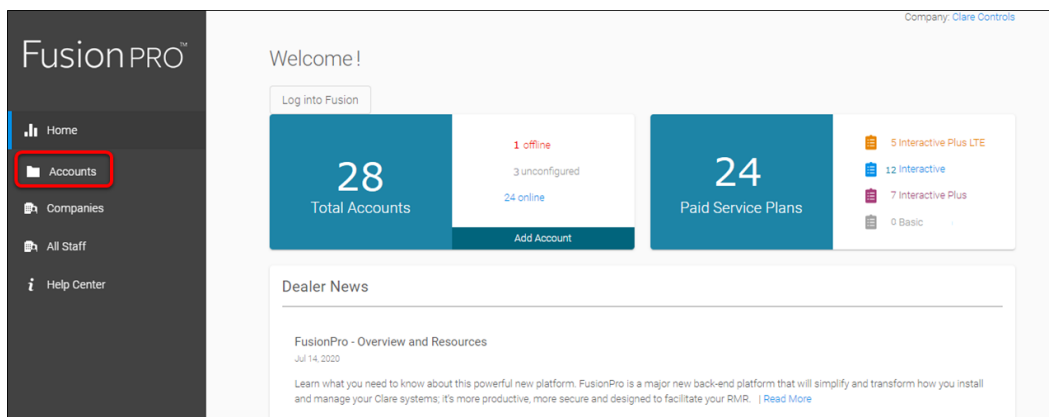 Company: Clare Controls
Fusion PRO™
Welcome!
Log into Fusion
Home
Accounts
Companies
All Staff
Help Center
28
Total Accounts
1 offline
3 unconfigured
24 online
Add Account
24
Paid Service Plans
5 Interactive Plus LTE
12 Interactive
7 Interactive Plus
0 Basic
Dealer News
FusionPro - Overview and Resources
Jul 14, 2020
Learn what you need to know about this powerful new platform. FusionPro is a major new back-end platform that will simplify and transform how you install
and manage your Clare systems; it's more productive, more secure and designed to facilitate your RMR. | Read More